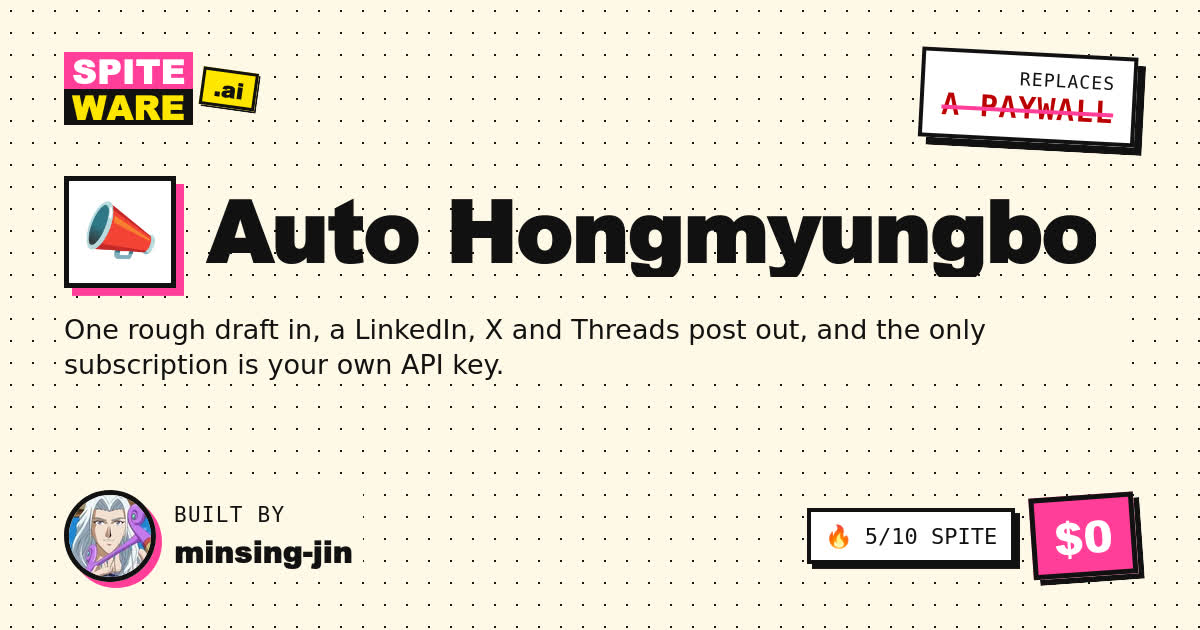 SPITE
WARE
.ai
REPLACES
A PAYWALL
Auto Hongmyungbo
One rough draft in, a LinkedIn, X and Threads post out, and the only
subscription is your own API key.
BUILT BY
minsing-jin
🔥 5/10 SPITE
$0